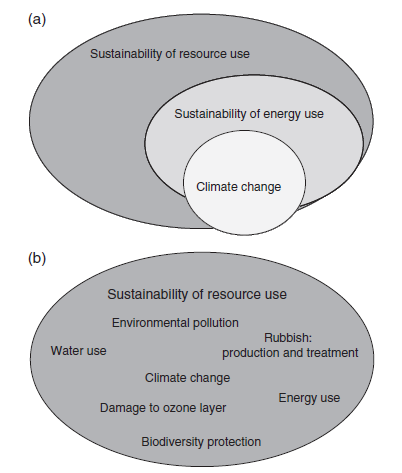 (a)
Sustainability of resource use
Sustainability of energy use
Climate change
(b)
Sustainability of resource use
Environmental pollution
Rubbish:
Water use
production and treatment
Climate change
Energy use
Damage to ozone layer
Biodiversity protection